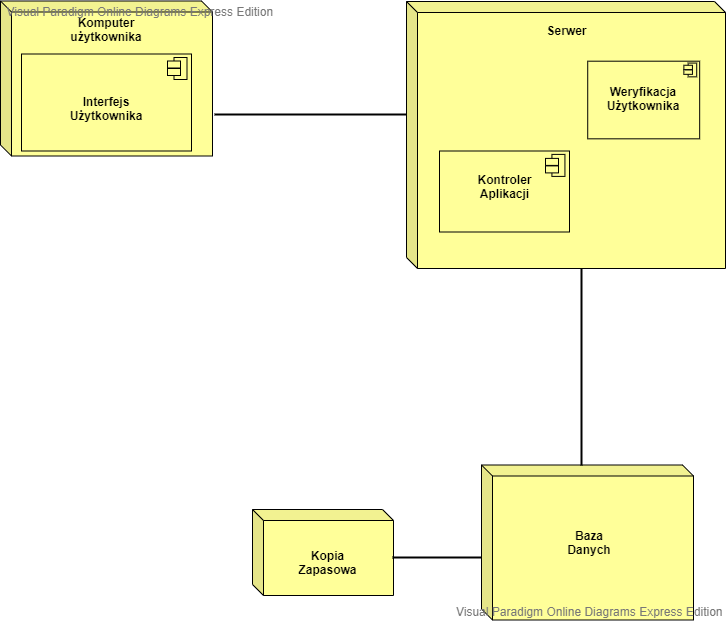 Visual Paradigm Online Diagrams Express Edition
Komputer
użytkownika
Interfejs
Użytkownika
Serwer
Weryfikacja
Użytkownika
Kontroler
Aplikacji
Baza
Danych
Kopia
Zapasowa
Visual Paradigm Online Diagrams Express Edition